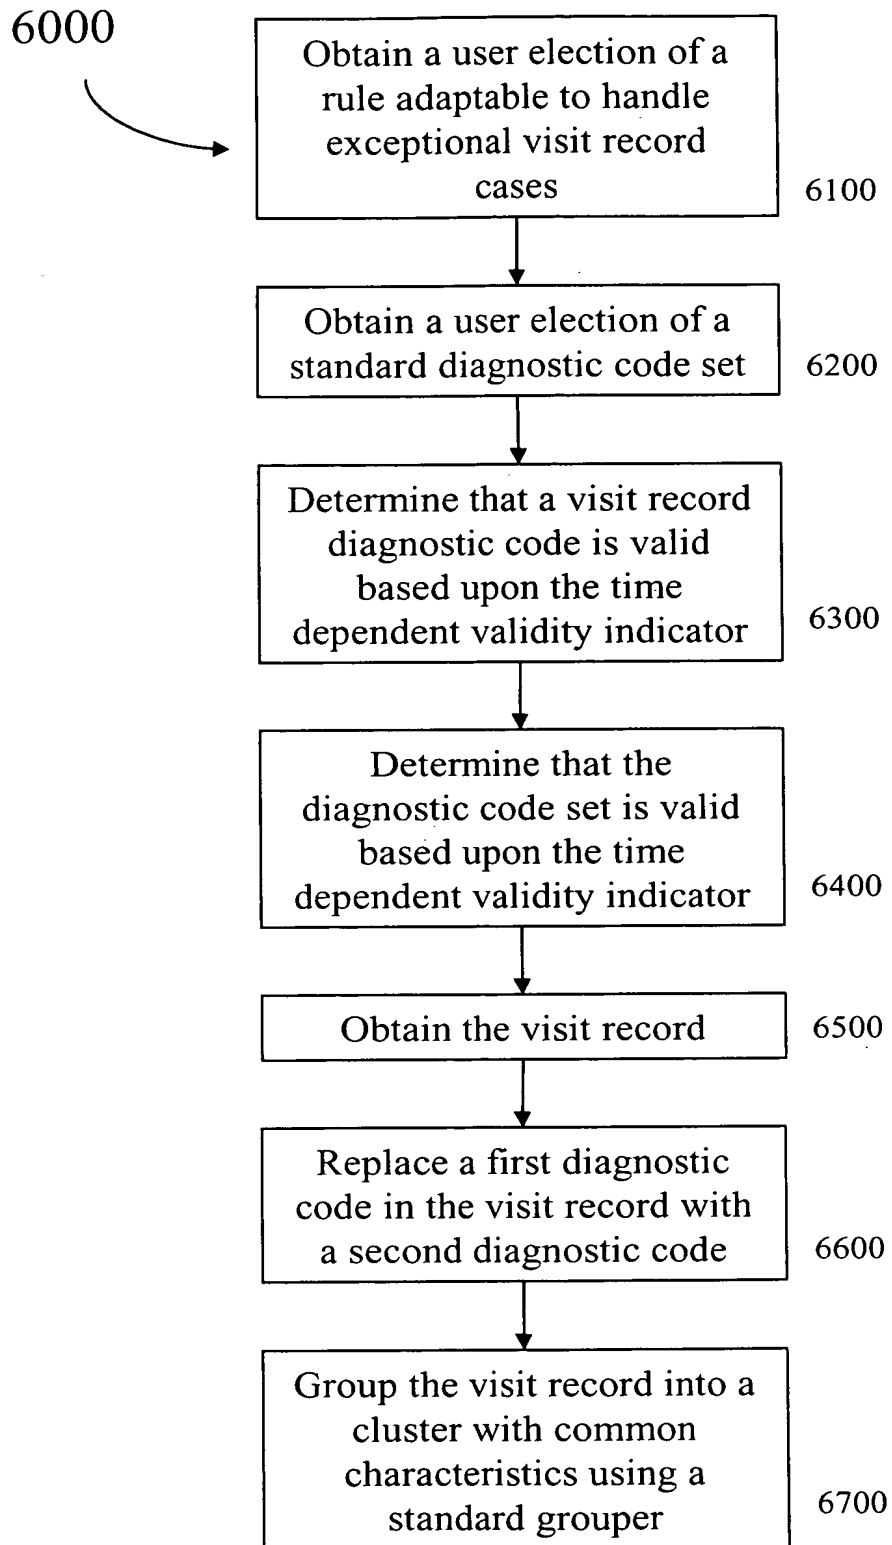 6000
Obtain a user election of a
rule adaptable to handle
exceptional visit record
cases
6100
Obtain a user election of a
standard diagnostic code set
6200
Determine that a visit record
diagnostic code is valid
based upon the time
dependent validity indicator
6300
Determine that the
diagnostic code set is valid
based upon the time
dependent validity indicator
6400
Obtain the visit record
6500
Replace a first diagnostic
code in the visit record with
a second diagnostic code
6600
Group the visit record into a
cluster with common
characteristics using a
standard grouper
6700